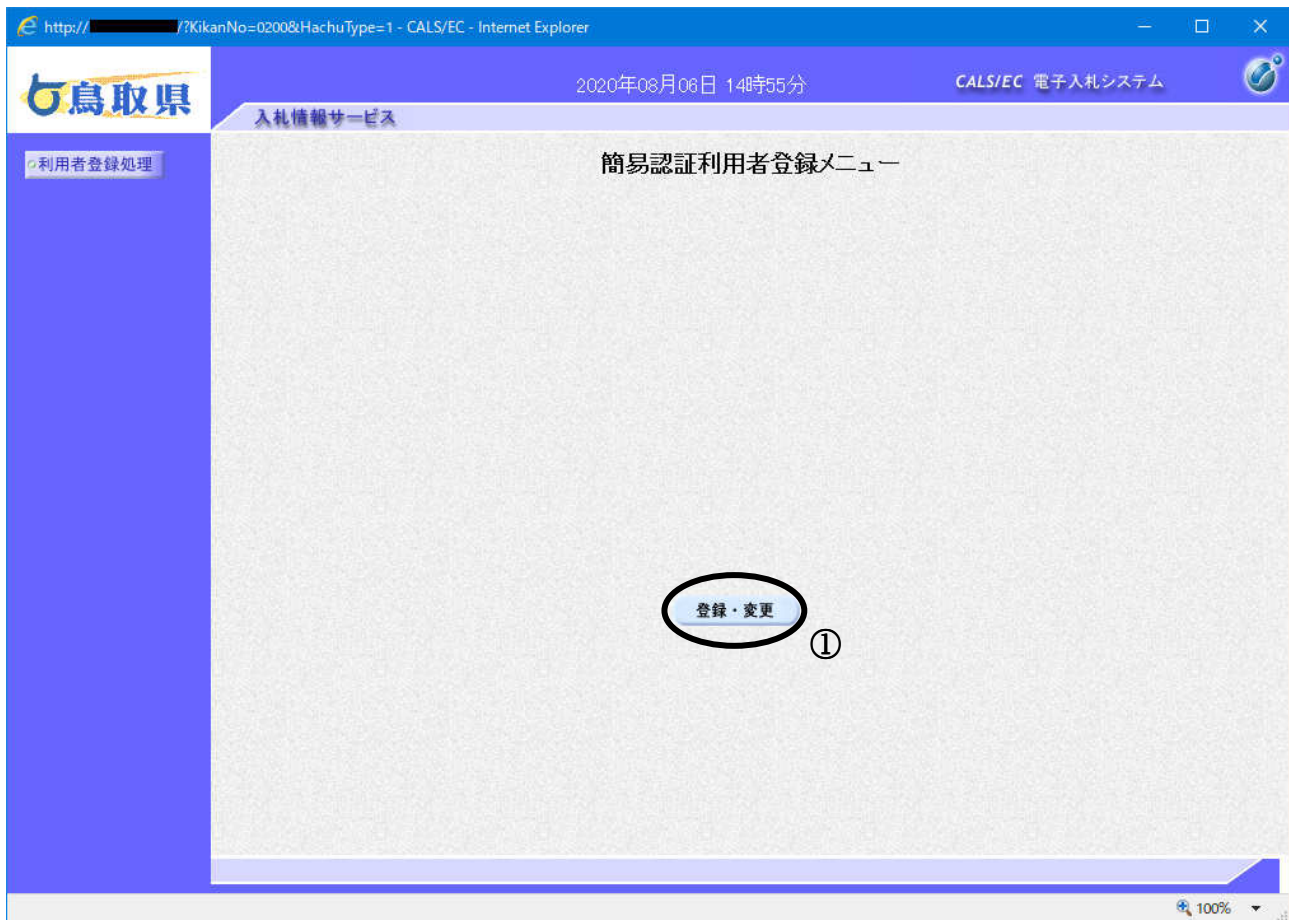 http:// /?KikanNo=0200&HachuType=1 - CALS/EC - Internet Explorer
鳥取県
2020年08月06日 14時55分
CALS/EC 電子入札システム
入札情報サービス
利用者登録処理
簡易認証利用者登録メニュー
登録・変更
①
100%